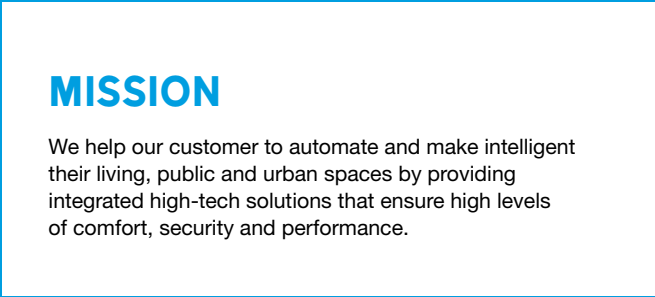 MISSION
We help our customer to automate and make intelligent
their living, public and urban spaces by providing
integrated high-tech solutions that ensure high levels
of comfort, security and performance.